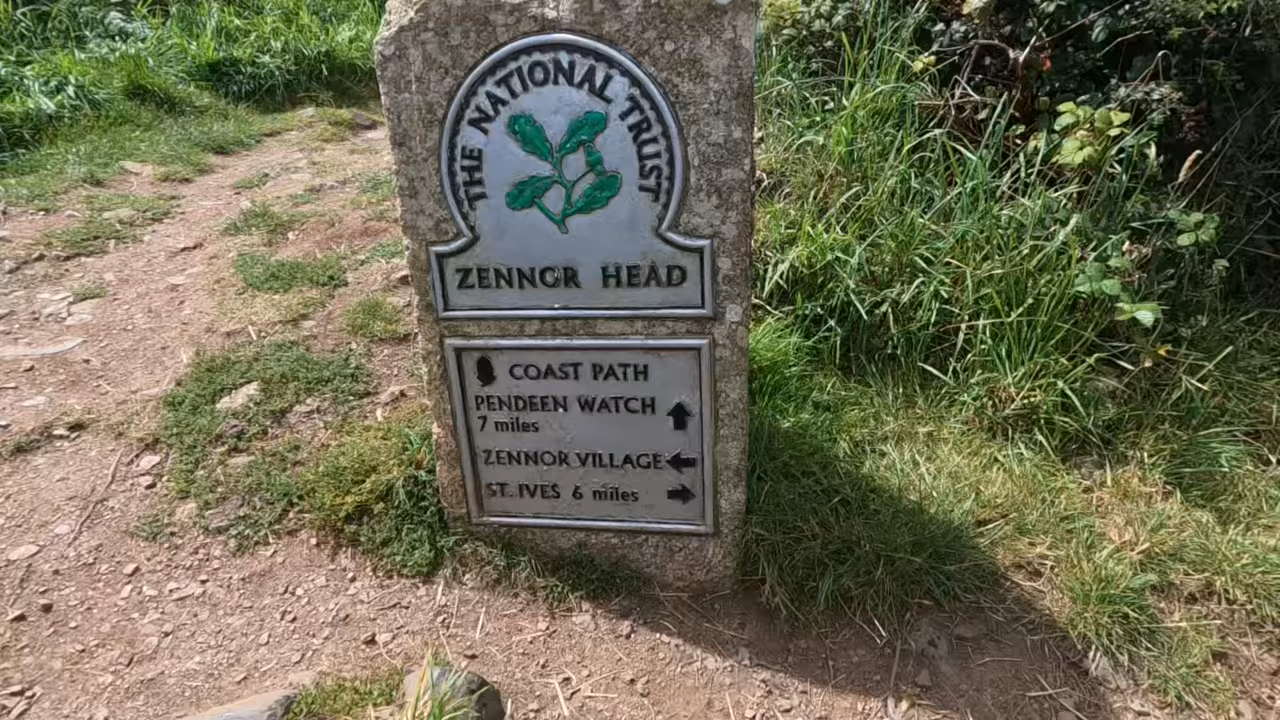 THE NATIONAL TRUST
ZENNOR HEAD
COAST PATH
PENDEEN WATCH
7 miles
ZENNOR VILLAGE
ST. IVES 6 miles